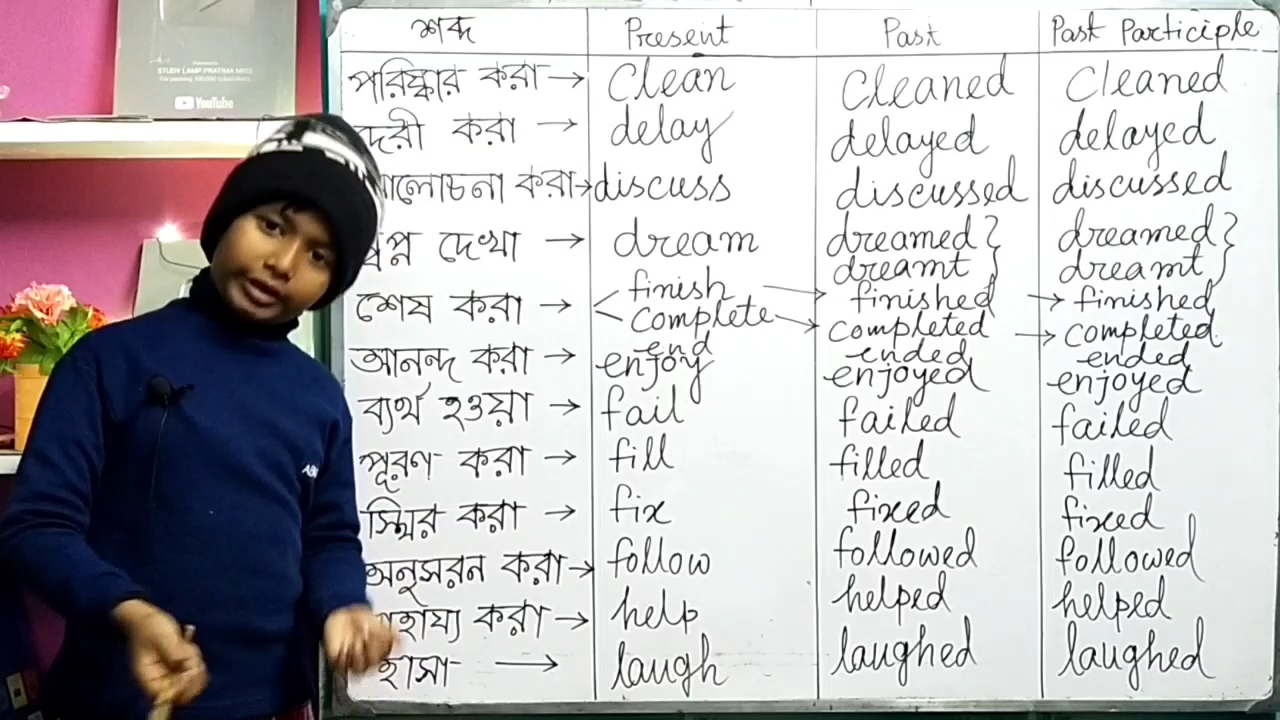 STUDY LAMP PRATIMA MISS
YouTube
শব্দ Present Past Past Participle
পরিস্কার করা → Clean Cleaned Cleaned
দেরী করা → delay delayed delayed
আলোচনা করা → discuss discussed discussed
স্বপ্ন দেখা → dream dreamed dreamed
dreamt dreamt
শেষ করা → finish → finished → finished
complete → completed → completed
end ended ended
আনন্দ করা → enjoy enjoyed enjoyed
ব্যর্থ হওয়া → fail failed failed
পূরণ করা → fill filled filled
স্থির করা → fix fixed fixed
অনুসরন করা → follow followed followed
সাহায্য করা → help helped helped
হাসা → laugh laughed laughed